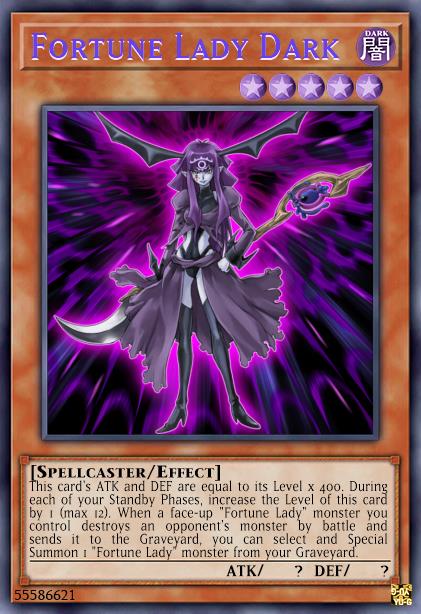 Fortune Lady Dark
DARK
闇
[Spellcaster/Effect]
This card's ATK and DEF are equal to its Level x 400. During
each of your Standby Phases, increase the Level of this card
by 1 (max 12). When a face-up "Fortune Lady" monster you
control destroys an opponent's monster by battle and
sends it to the Graveyard, you can select and Special
Summon 1 "Fortune Lady" monster from your Graveyard.
ATK/ ? DEF/ ?
55586621